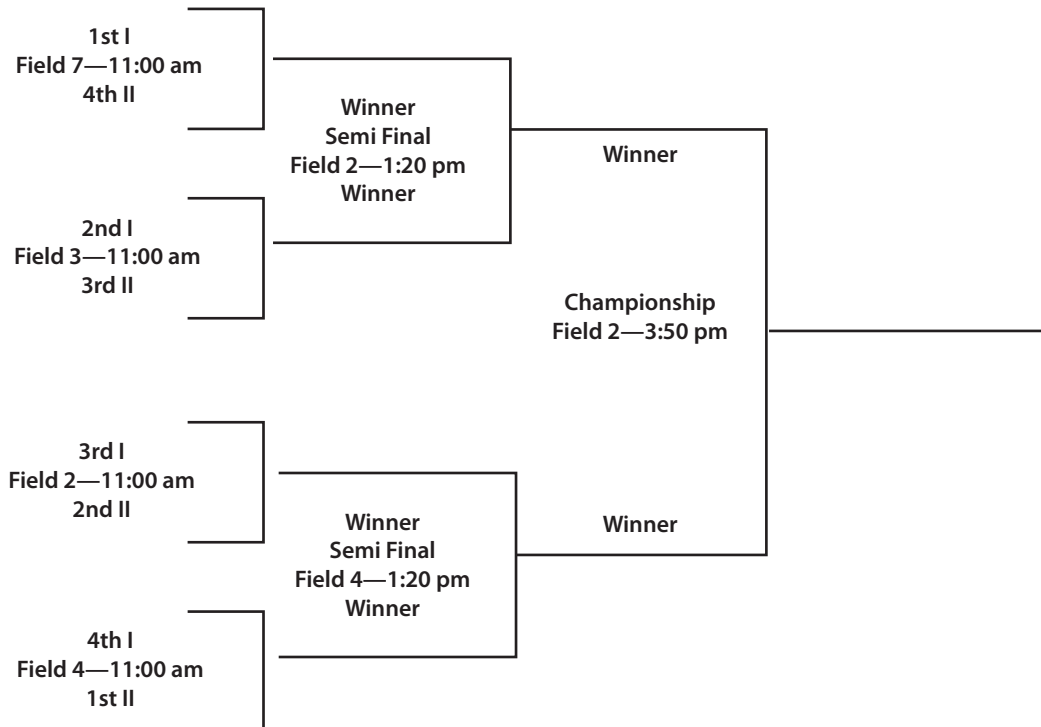 1st I
Field 7—11:00 am
4th II
2nd I
Field 3—11:00 am
3rd II
3rd I
Field 2—11:00 am
2nd II
4th I
Field 4—11:00 am
1st II
Winner
Semi Final
Field 2—1:20 pm
Winner
Winner
Semi Final
Field 4—1:20 pm
Winner
Winner
Championship
Field 2—3:50 pm
Winner